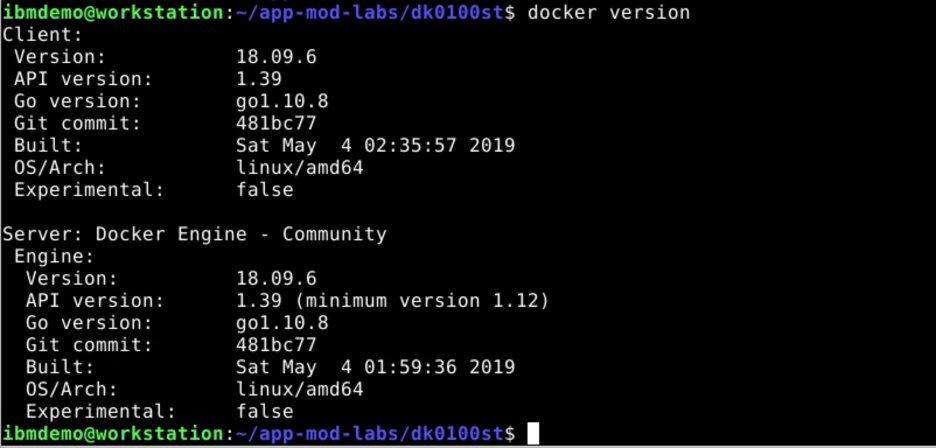 ibmdemo@workstation:~/app-mod-labs/dk0100st$ docker version
Client:
 Version:           18.09.6
 API version:       1.39
 Go version:        go1.10.8
 Git commit:        481bc77
 Built:             Sat May  4 02:35:57 2019
 OS/Arch:           linux/amd64
 Experimental:      false

Server: Docker Engine - Community
 Engine:
  Version:          18.09.6
  API version:      1.39 (minimum version 1.12)
  Go version:       go1.10.8
  Git commit:       481bc77
  Built:            Sat May  4 01:59:36 2019
  OS/Arch:          linux/amd64
  Experimental:     false
ibmdemo@workstation:~/app-mod-labs/dk0100st$